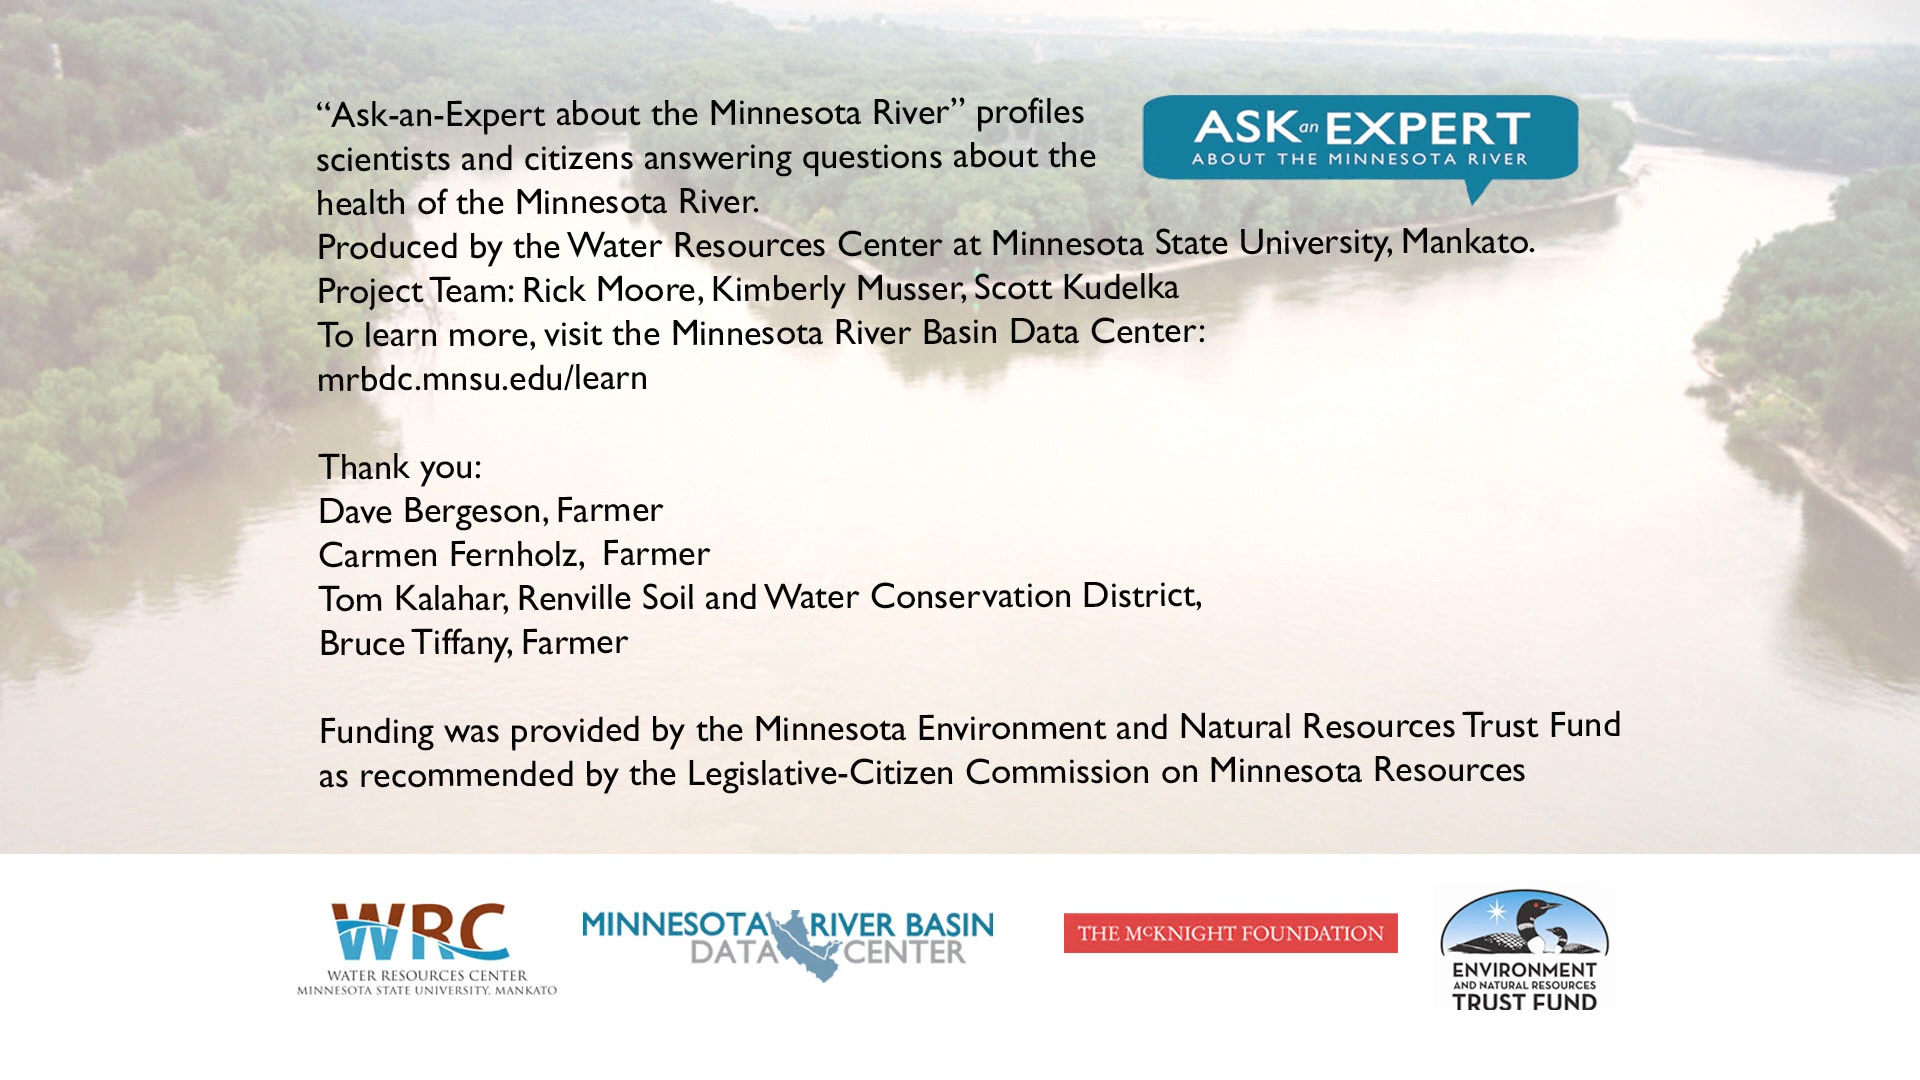 “Ask-an-Expert about the Minnesota River” profiles
scientists and citizens answering questions about the
health of the Minnesota River.
ASK an EXPERT
ABOUT THE MINNESOTA RIVER
Produced by the Water Resources Center at Minnesota State University, Mankato.
Project Team: Rick Moore, Kimberly Musser, Scott Kudelka
To learn more, visit the Minnesota River Basin Data Center:
mrbdc.mnsu.edu/learn
Thank you:
Dave Bergeson, Farmer
Carmen Fernholz, Farmer
Tom Kalahar, Renville Soil and Water Conservation District,
Bruce Tiffany, Farmer
Funding was provided by the Minnesota Environment and Natural Resources Trust Fund
as recommended by the Legislative-Citizen Commission on Minnesota Resources
WRC
WATER RESOURCES CENTER
MINNESOTA STATE UNIVERSITY, MANKATO
MINNESOTA RIVER BASIN
DATA CENTER
THE McKNIGHT FOUNDATION
ENVIRONMENT
AND NATURAL RESOURCES
TRUST FUND